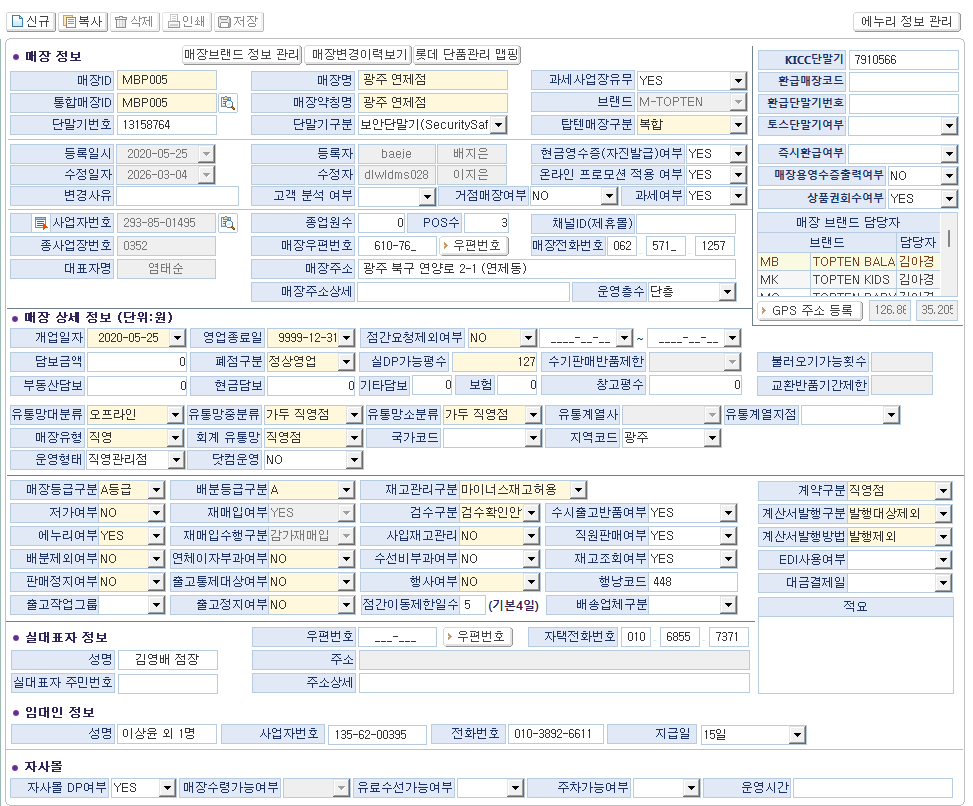 신규 복사 삭제 인쇄 저장 에누리 정보 관리
매장 정보 매장브랜드 정보 관리 매장변경이력보기 롯데 단품관리 맵핑
매장ID MBP005 매장명 광주 연제점 과세사업장유무 YES
통합매장ID MBP005 매장약칭명 광주 연제점 브랜드 M-TOPTEN
단말기번호 13158764 단말기구분 보안단말기(SecuritySaf 탑텐매장구분 복합
KICC단말기 7910566
환급매장코드
환급단말기번호
토스단말기여부
등록일시 2020-05-25 등록자 baeje 배지은 현금영수증(자진발급)여부 YES
수정일자 2026-03-04 수정자 dlwldms028 이지은 온라인 프로모션 적용 여부 YES
변경사유 고객 분석 여부 거점매장여부 NO 과세여부 YES
즉시환급여부
매장용영수증출력여부 NO
상품권회수여부 YES
사업자번호 293-85-01495 종업원수 0 POS수 3 채널ID(제휴몰)
종사업장번호 0352 매장우편번호 610-76_ 우편번호 매장전화번호 062 571_ 1257
대표자명 염태순 매장주소 광주 북구 연양로 2-1 (연제동)
매장주소상세 운영층수 단층
매장 브랜드 담당자
브랜드 담당자
MB TOPTEN BALA 김아경
MK TOPTEN KIDS 김아경
GPS 주소 등록 126.86 35.205
매장 상세 정보 (단위:원)
개업일자 2020-05-25 영업종료일 9999-12-31 점간요청제외여부 NO ____-__-__ ~ ____-__-__
담보금액 0 폐점구분 정상영업 실DP가능평수 127 수기판매반품제한 불러오기가능횟수
부동산담보 0 현금담보 0 기타담보 0 보험 0 창고평수 0 교환반품기간제한
유통망대분류 오프라인 유통망중분류 가두 직영점 유통망소분류 가두 직영점 유통계열사 유통계열지점
매장유형 직영 회계 유통망 직영점 국가코드 지역코드 광주
운영형태 직영관리점 닷컴운영 NO
매장등급구분 A등급 배분등급구분 A 재고관리구분 마이너스재고허용
저가여부 NO 재매입여부 YES 검수구분 검수확인안 수시출고반품여부 YES
에누리여부 YES 재매입수행구분 감가재매입 사입재고관리 NO 직원판매여부 YES
배분제외여부 NO 연체이자부과여부 NO 수선비부과여부 NO 재고조회여부 YES
판매정지여부 NO 출고통제대상여부 NO 행사여부 NO 행낭코드 448
출고작업그룹 출고정지여부 NO 점간이동제한일수 5 (기본4일) 배송업체구분
계약구분 직영점
계산서발행구분 발행대상제외
계산서발행방법 발행제외
EDI사용여부
대금결제일
적요
실대표자 정보 우편번호 ___-___ 우편번호 자택전화번호 010 6855 7371
성명 김영배 점장 주소
실대표자 주민번호 주소상세
임대인 정보
성명 이상윤 외 1명 사업자번호 135-62-00395 전화번호 010-3892-6611 지급일 15일
자사몰
자사몰 DP여부 YES 매장수령가능여부 유료수선가능여부 주차가능여부 운영시간